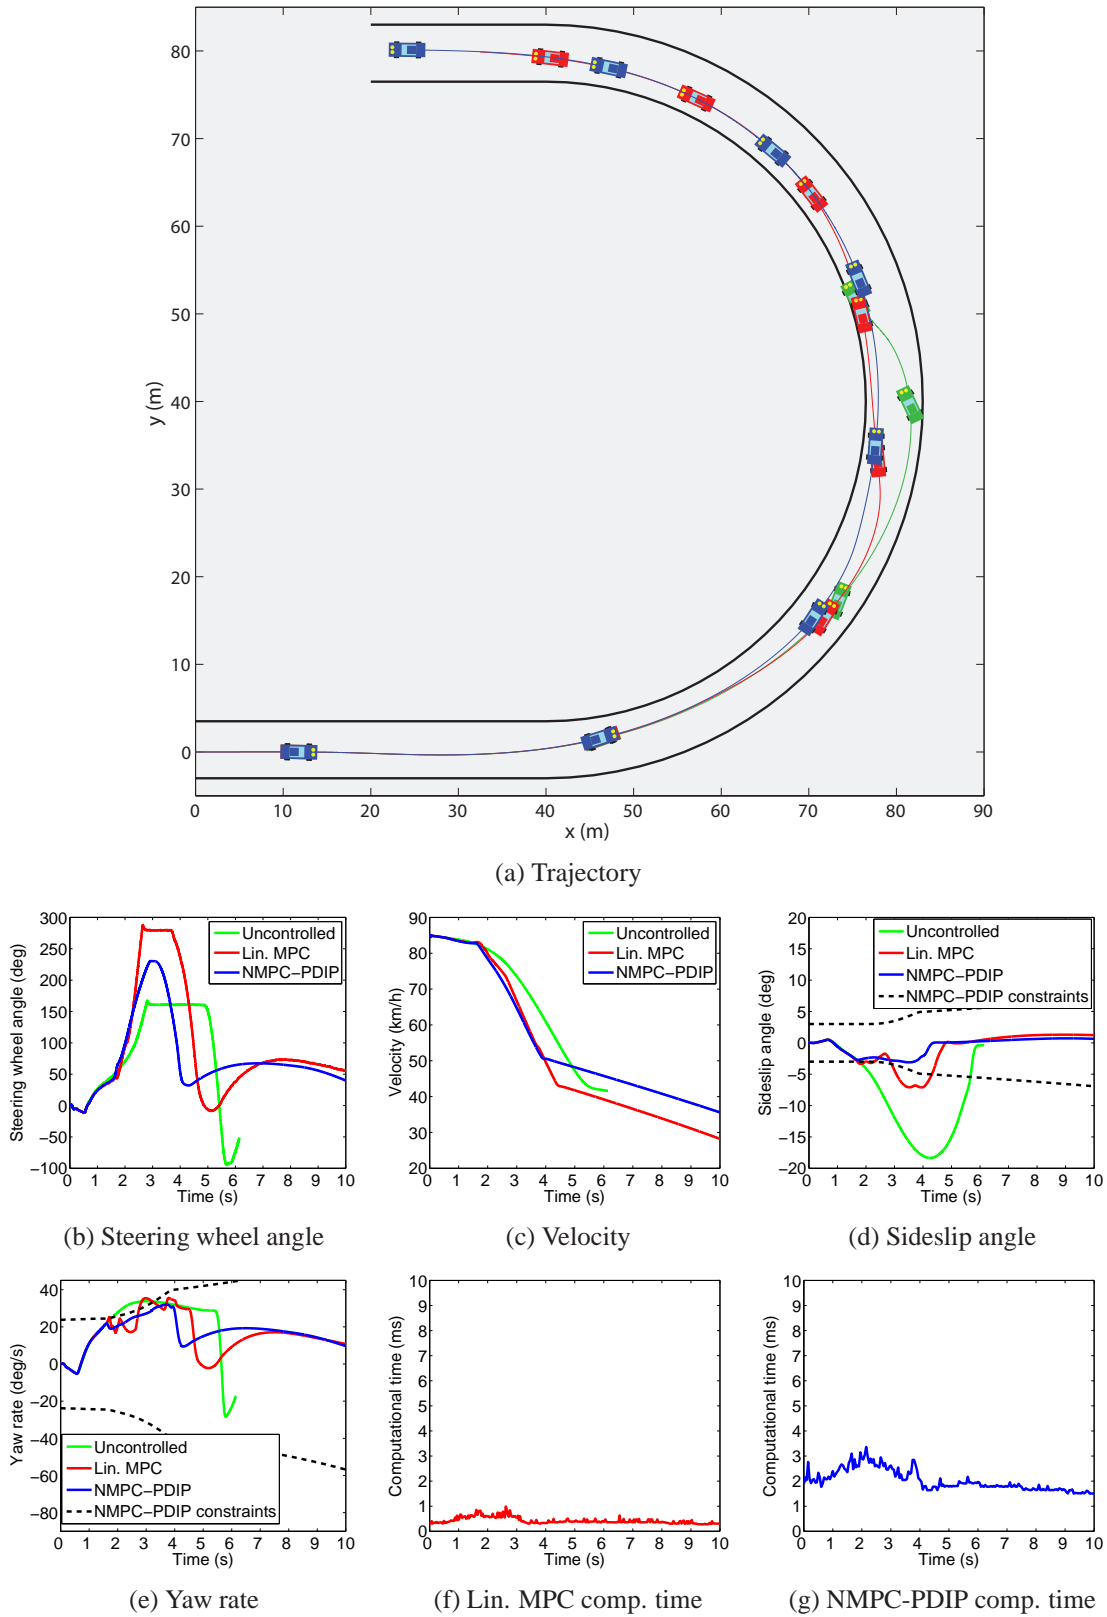 80
70
60
50
40
30
20
10
0
y (m)
0 10 20 30 40 50 60 70 80 90
x (m)
(a) Trajectory
300
250
200
150
100
50
0
−50
−100
Steering wheel angle (deg)
Uncontrolled
Lin. MPC
NMPC−PDIP
0 1 2 3 4 5 6 7 8 9 10
Time (s)
(b) Steering wheel angle
90
80
70
60
50
40
30
20
Velocity (km/h)
Uncontrolled
Lin. MPC
NMPC−PDIP
0 1 2 3 4 5 6 7 8 9 10
Time (s)
(c) Velocity
20
15
10
5
0
−5
−10
−15
−20
Sideslip angle (deg)
Uncontrolled
Lin. MPC
NMPC−PDIP
NMPC−PDIP constraints
0 1 2 3 4 5 6 7 8 9 10
Time (s)
(d) Sideslip angle
40
20
0
−20
−40
−60
−80
Yaw rate (deg/s)
Uncontrolled
Lin. MPC
NMPC−PDIP
NMPC−PDIP constraints
0 1 2 3 4 5 6 7 8 9 10
Time (s)
(e) Yaw rate
10
9
8
7
6
5
4
3
2
1
0
Computational time (ms)
0 1 2 3 4 5 6 7 8 9 10
Time (s)
(f) Lin. MPC comp. time
10
9
8
7
6
5
4
3
2
1
0
Computational time (ms)
0 1 2 3 4 5 6 7 8 9 10
Time (s)
(g) NMPC-PDIP comp. time